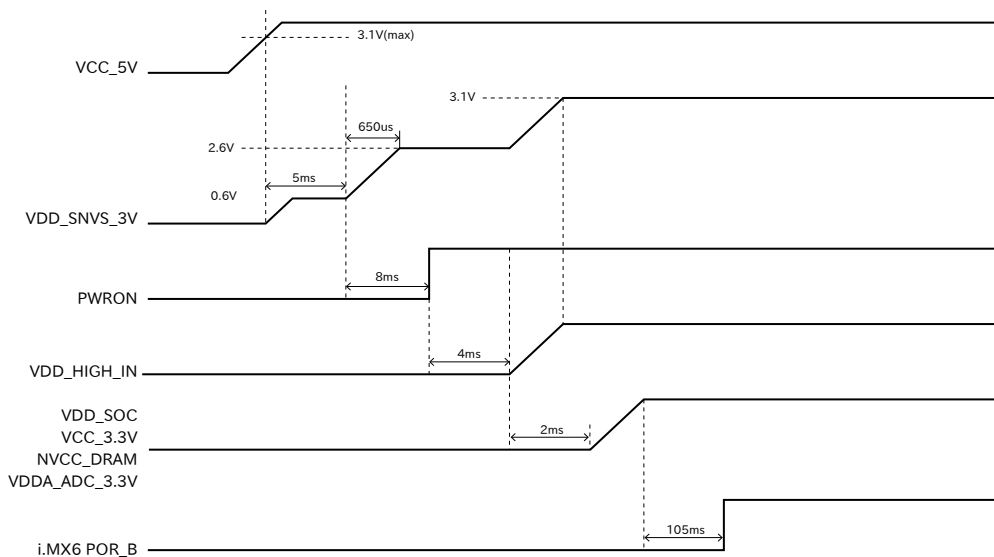 3.1V(max)
VCC_5V
3.1V
650us
2.6V
5ms
0.6V
VDD_SNVS_3V
8ms
PWRON
4ms
VDD_HIGH_IN
VDD_SOC
2ms
VCC_3.3V
NVCC_DRAM
VDDA_ADC_3.3V
105ms
i.MX6 POR_B